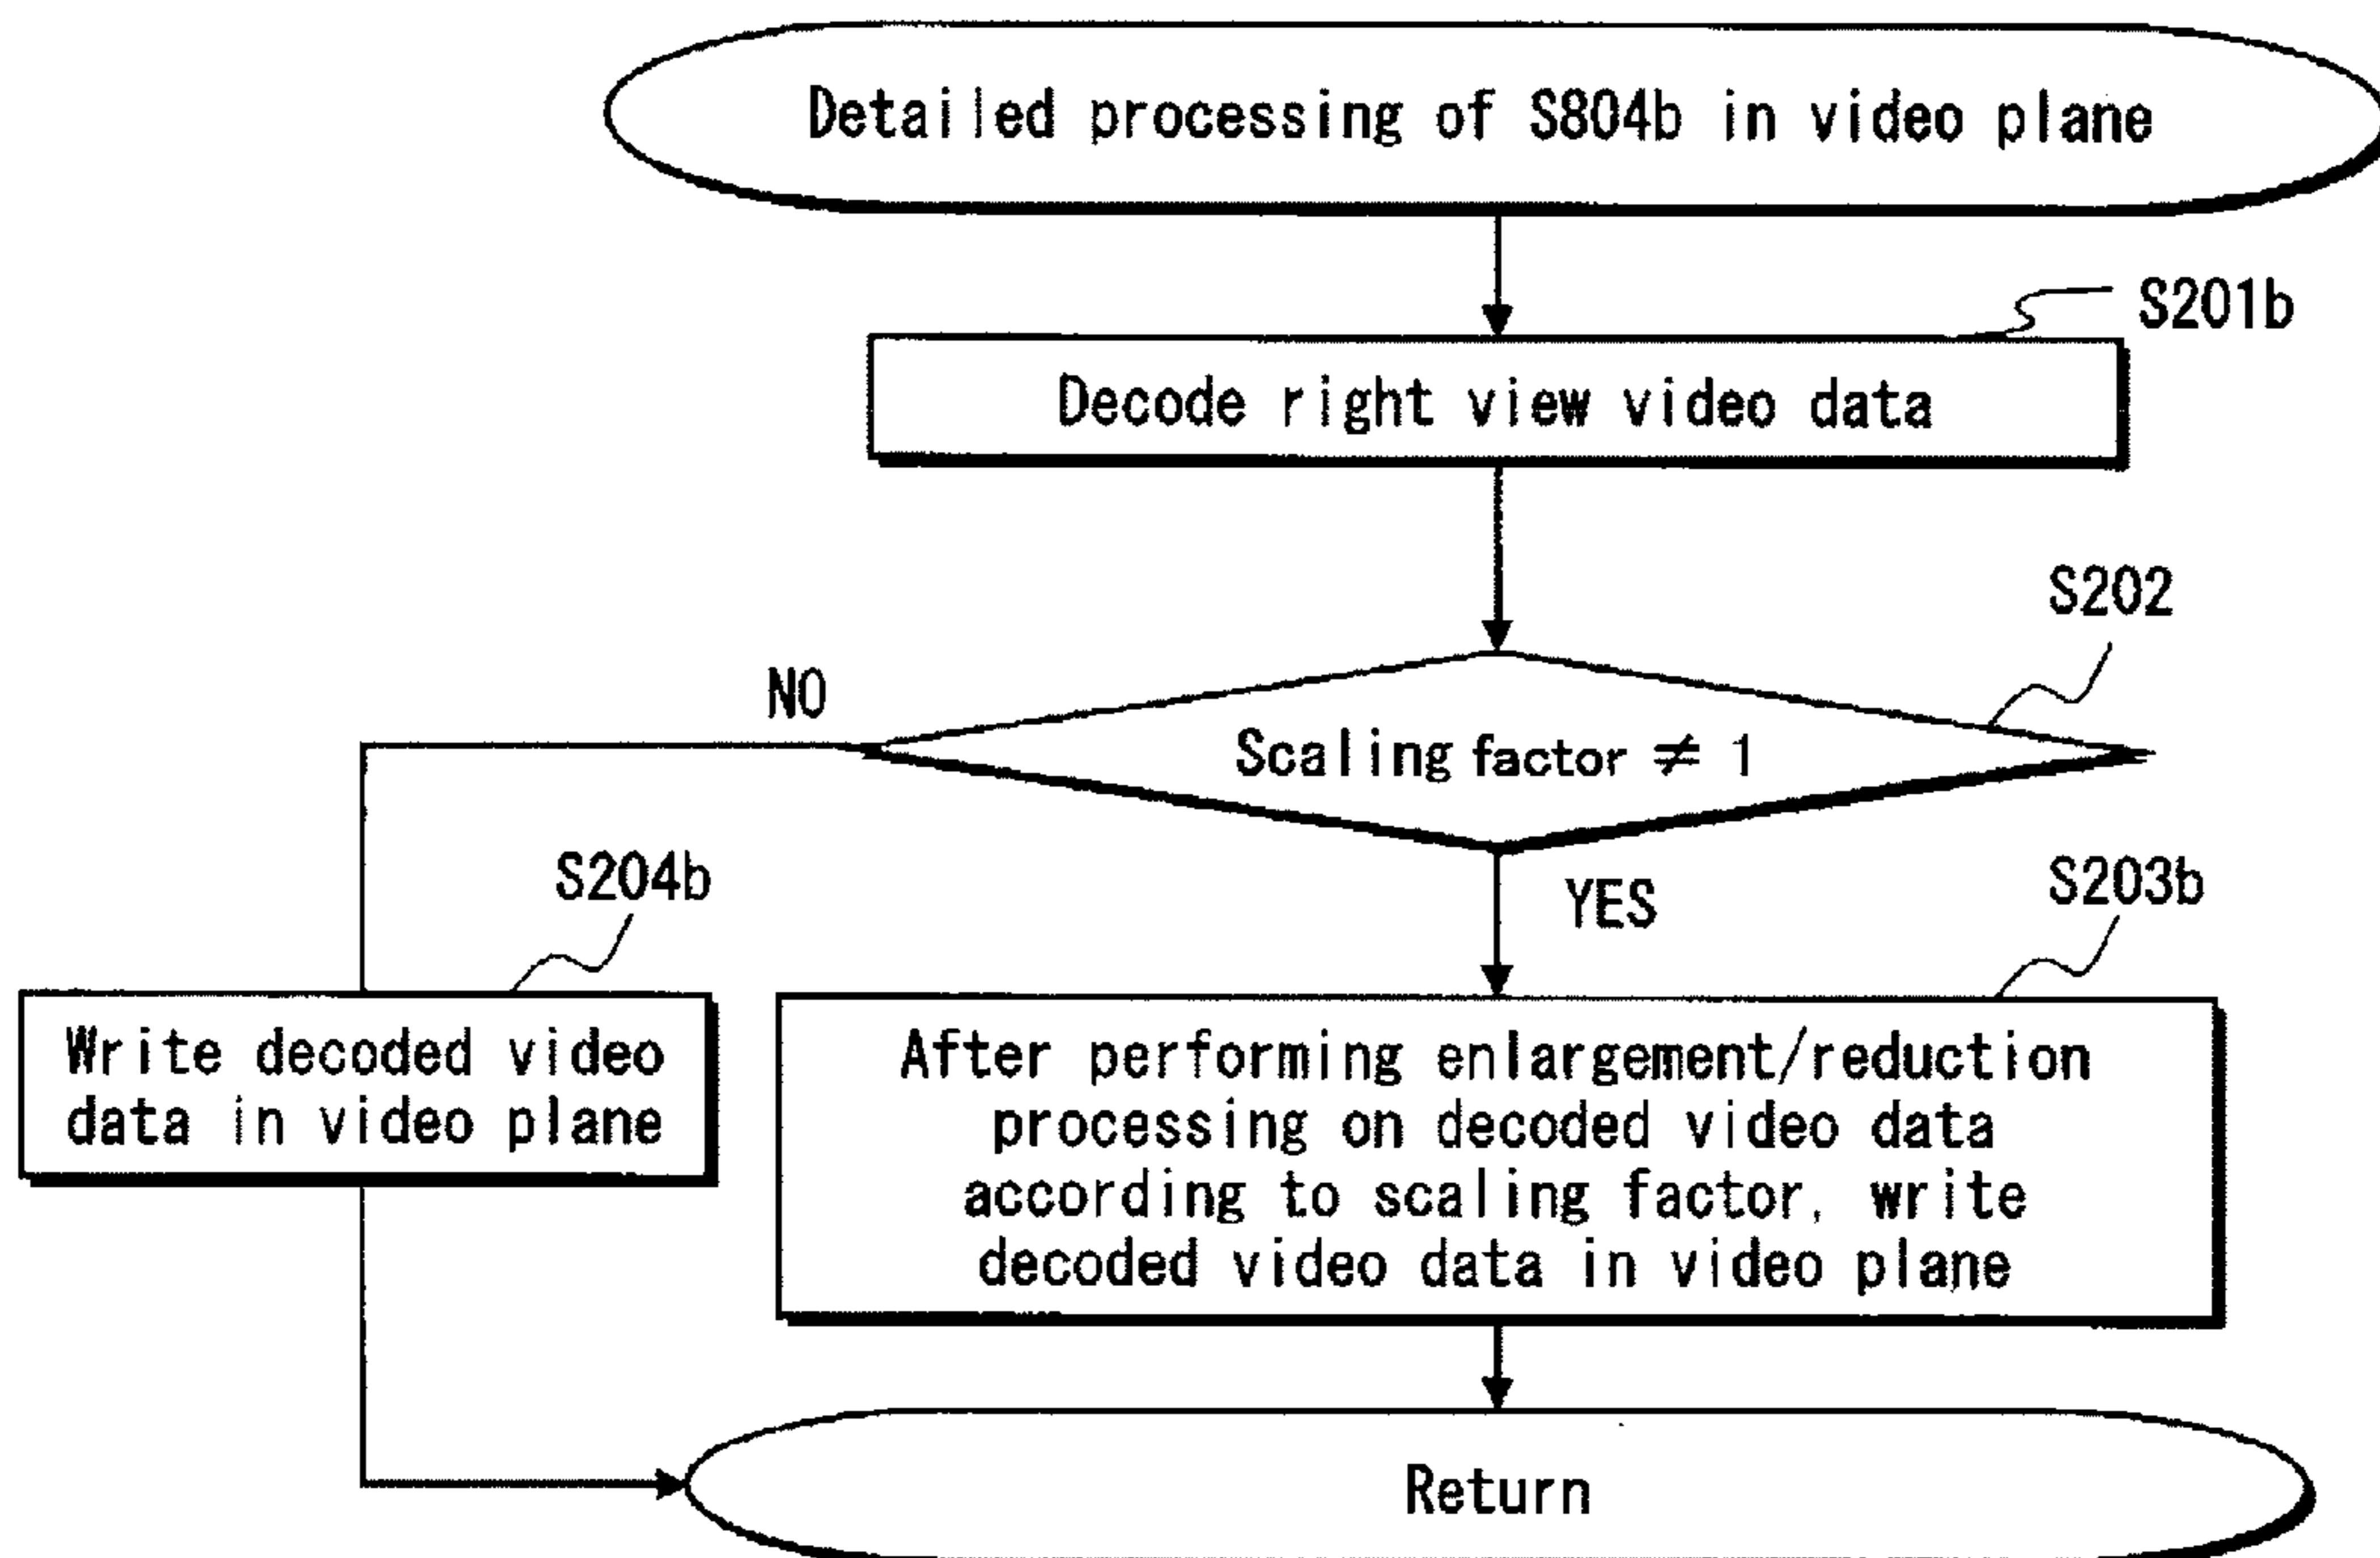 Detailed processing of S804b in video plane
S201b
Decode right view video data
S202
NO
Scaling factor ≠ 1
S204b
YES
S203b
Write decoded video
data in video plane
After performing enlargement/reduction
processing on decoded video data
according to scaling factor, write
decoded video data in video plane
Return